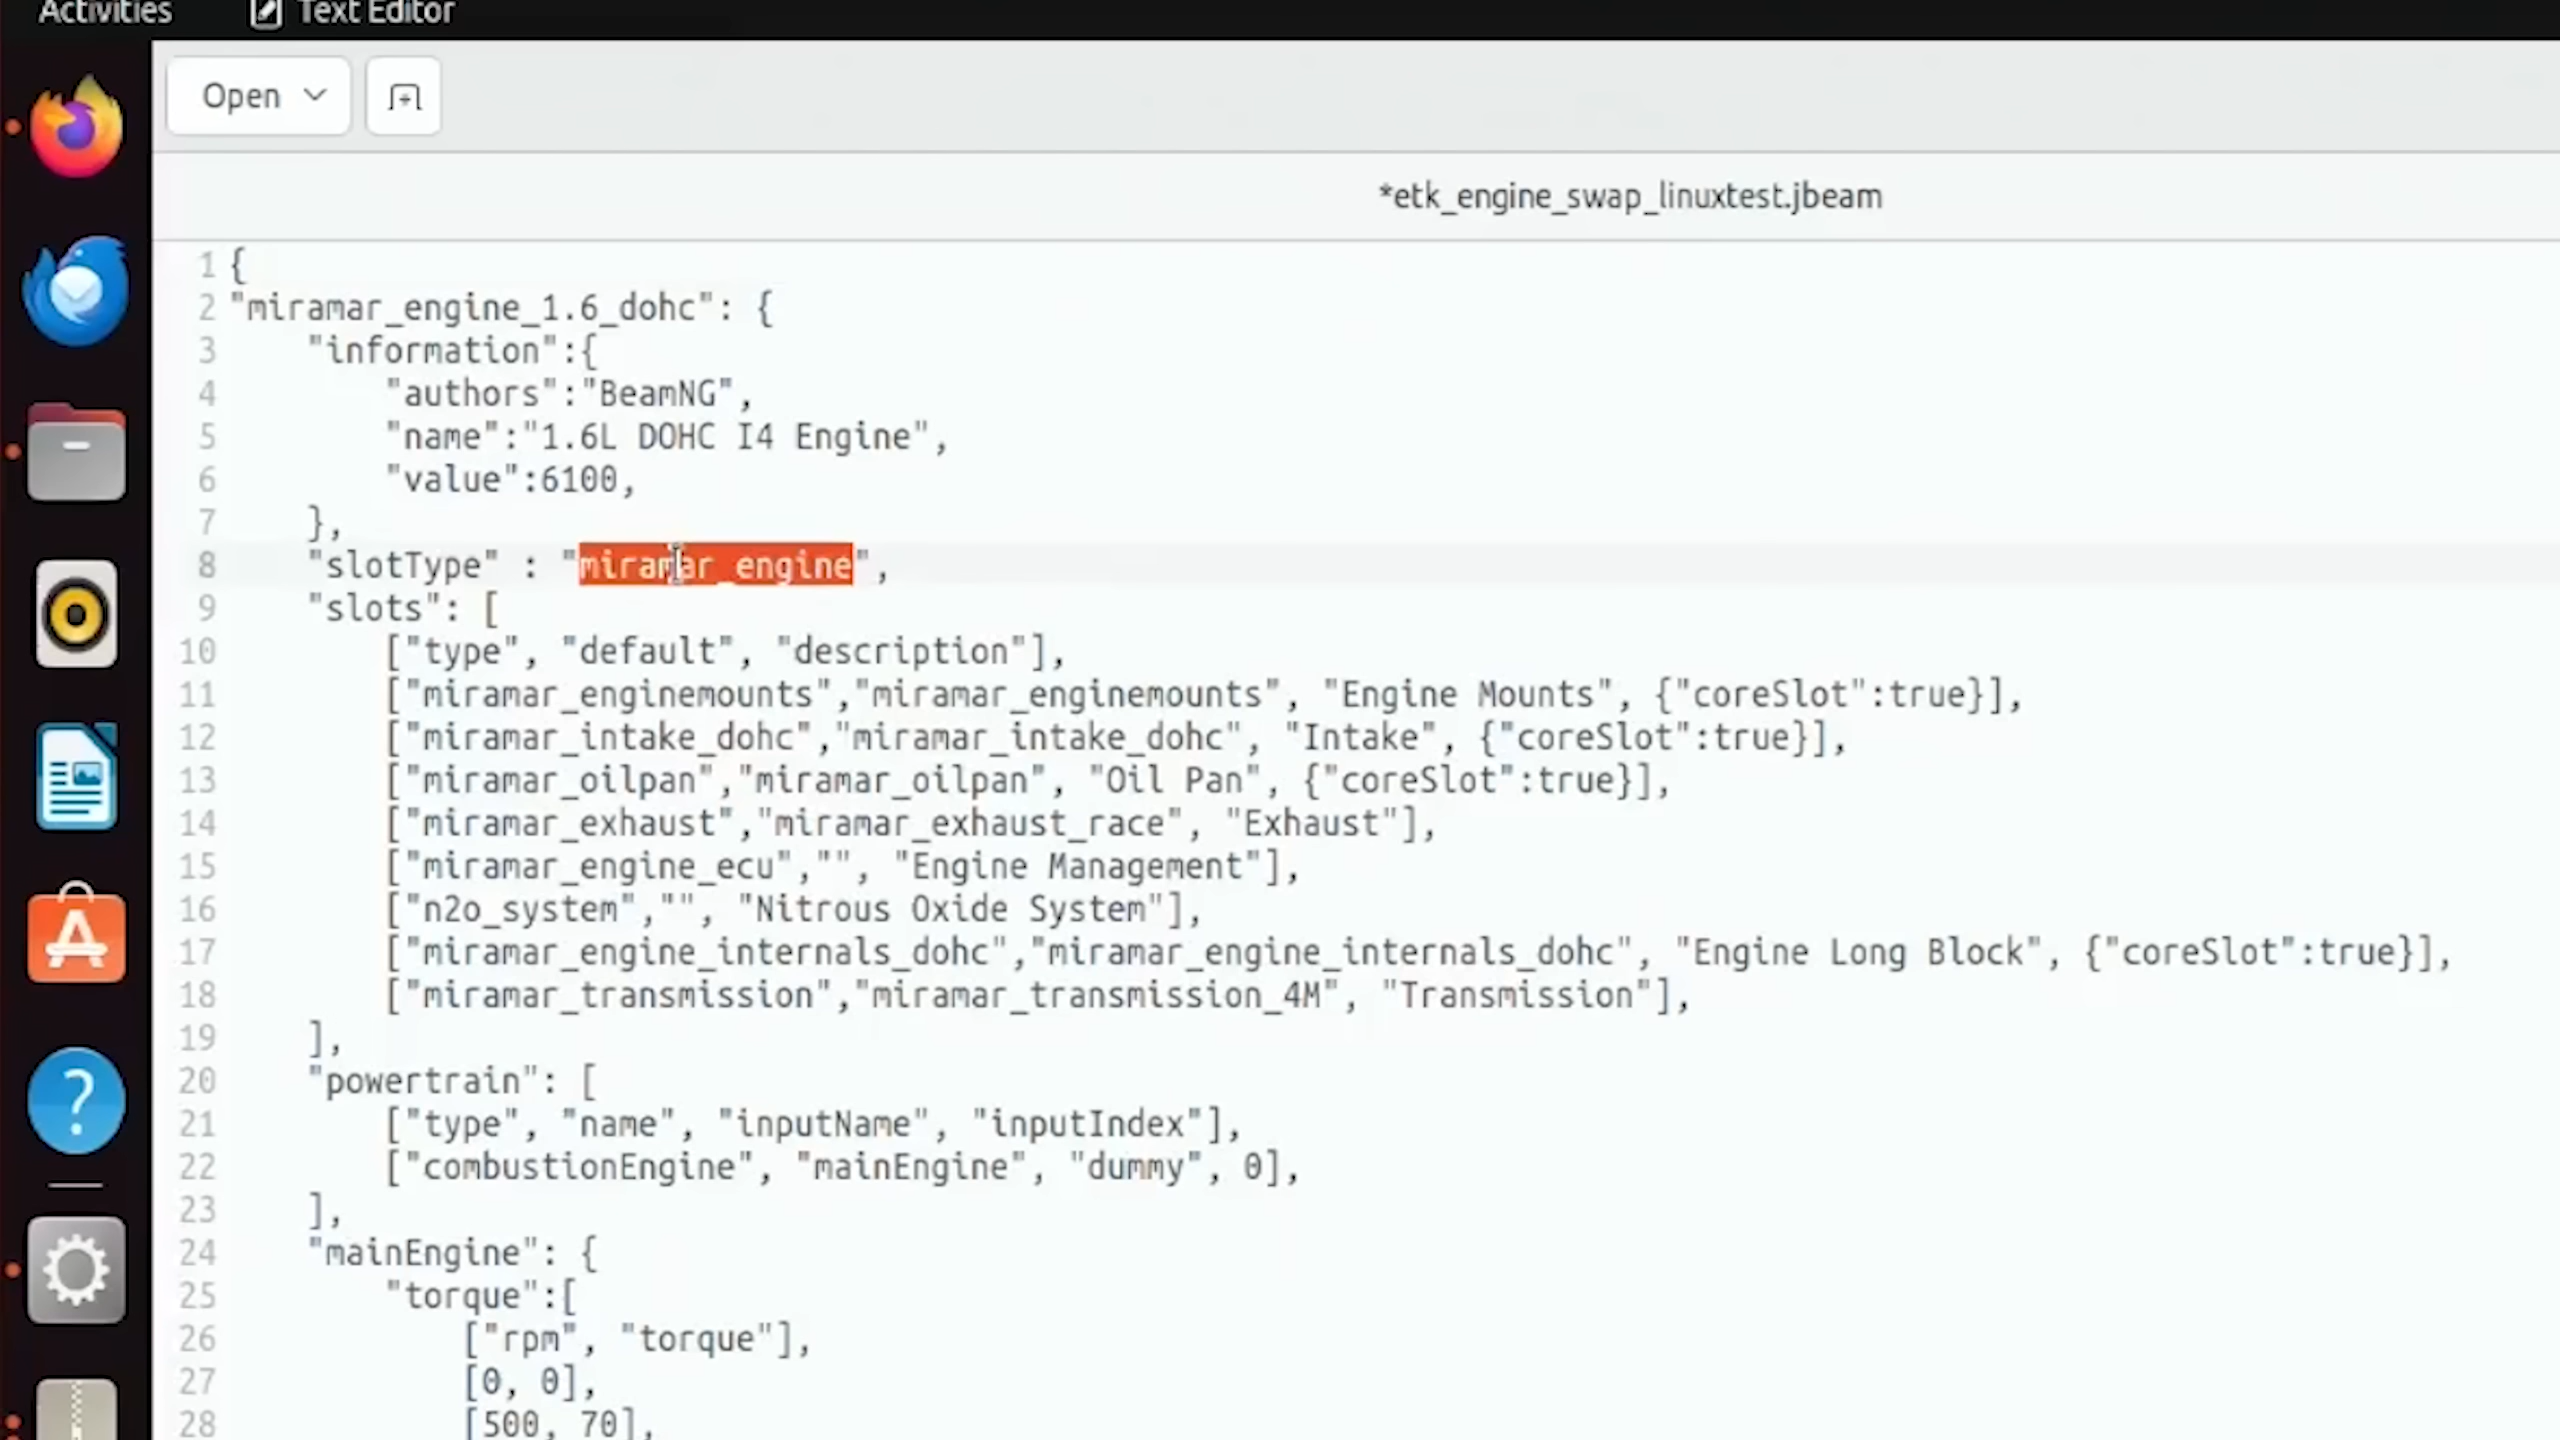 Activities Text Editor
Open
*etk_engine_swap_linuxtest.jbeam
1 {
2 "miramar_engine_1.6_dohc": {
3 "information":{
4 "authors":"BeamNG",
5 "name":"1.6L DOHC I4 Engine",
6 "value":6100,
7 },
8 "slotType" : "miramar_engine",
9 "slots": [
10 ["type", "default", "description"],
11 ["miramar_enginemounts","miramar_enginemounts", "Engine Mounts", {"coreSlot":true}],
12 ["miramar_intake_dohc","miramar_intake_dohc", "Intake", {"coreSlot":true}],
13 ["miramar_oilpan","miramar_oilpan", "Oil Pan", {"coreSlot":true}],
14 ["miramar_exhaust","miramar_exhaust_race", "Exhaust"],
15 ["miramar_engine_ecu","", "Engine Management"],
16 ["n2o_system","", "Nitrous Oxide System"],
17 ["miramar_engine_internals_dohc","miramar_engine_internals_dohc", "Engine Long Block", {"coreSlot":true}],
18 ["miramar_transmission","miramar_transmission_4M", "Transmission"],
19 ],
20 "powertrain": [
21 ["type", "name", "inputName", "inputIndex"],
22 ["combustionEngine", "mainEngine", "dummy", 0],
23 ],
24 "mainEngine": {
25 "torque":[
26 ["rpm", "torque"],
27 [0, 0],
28 [500, 70],